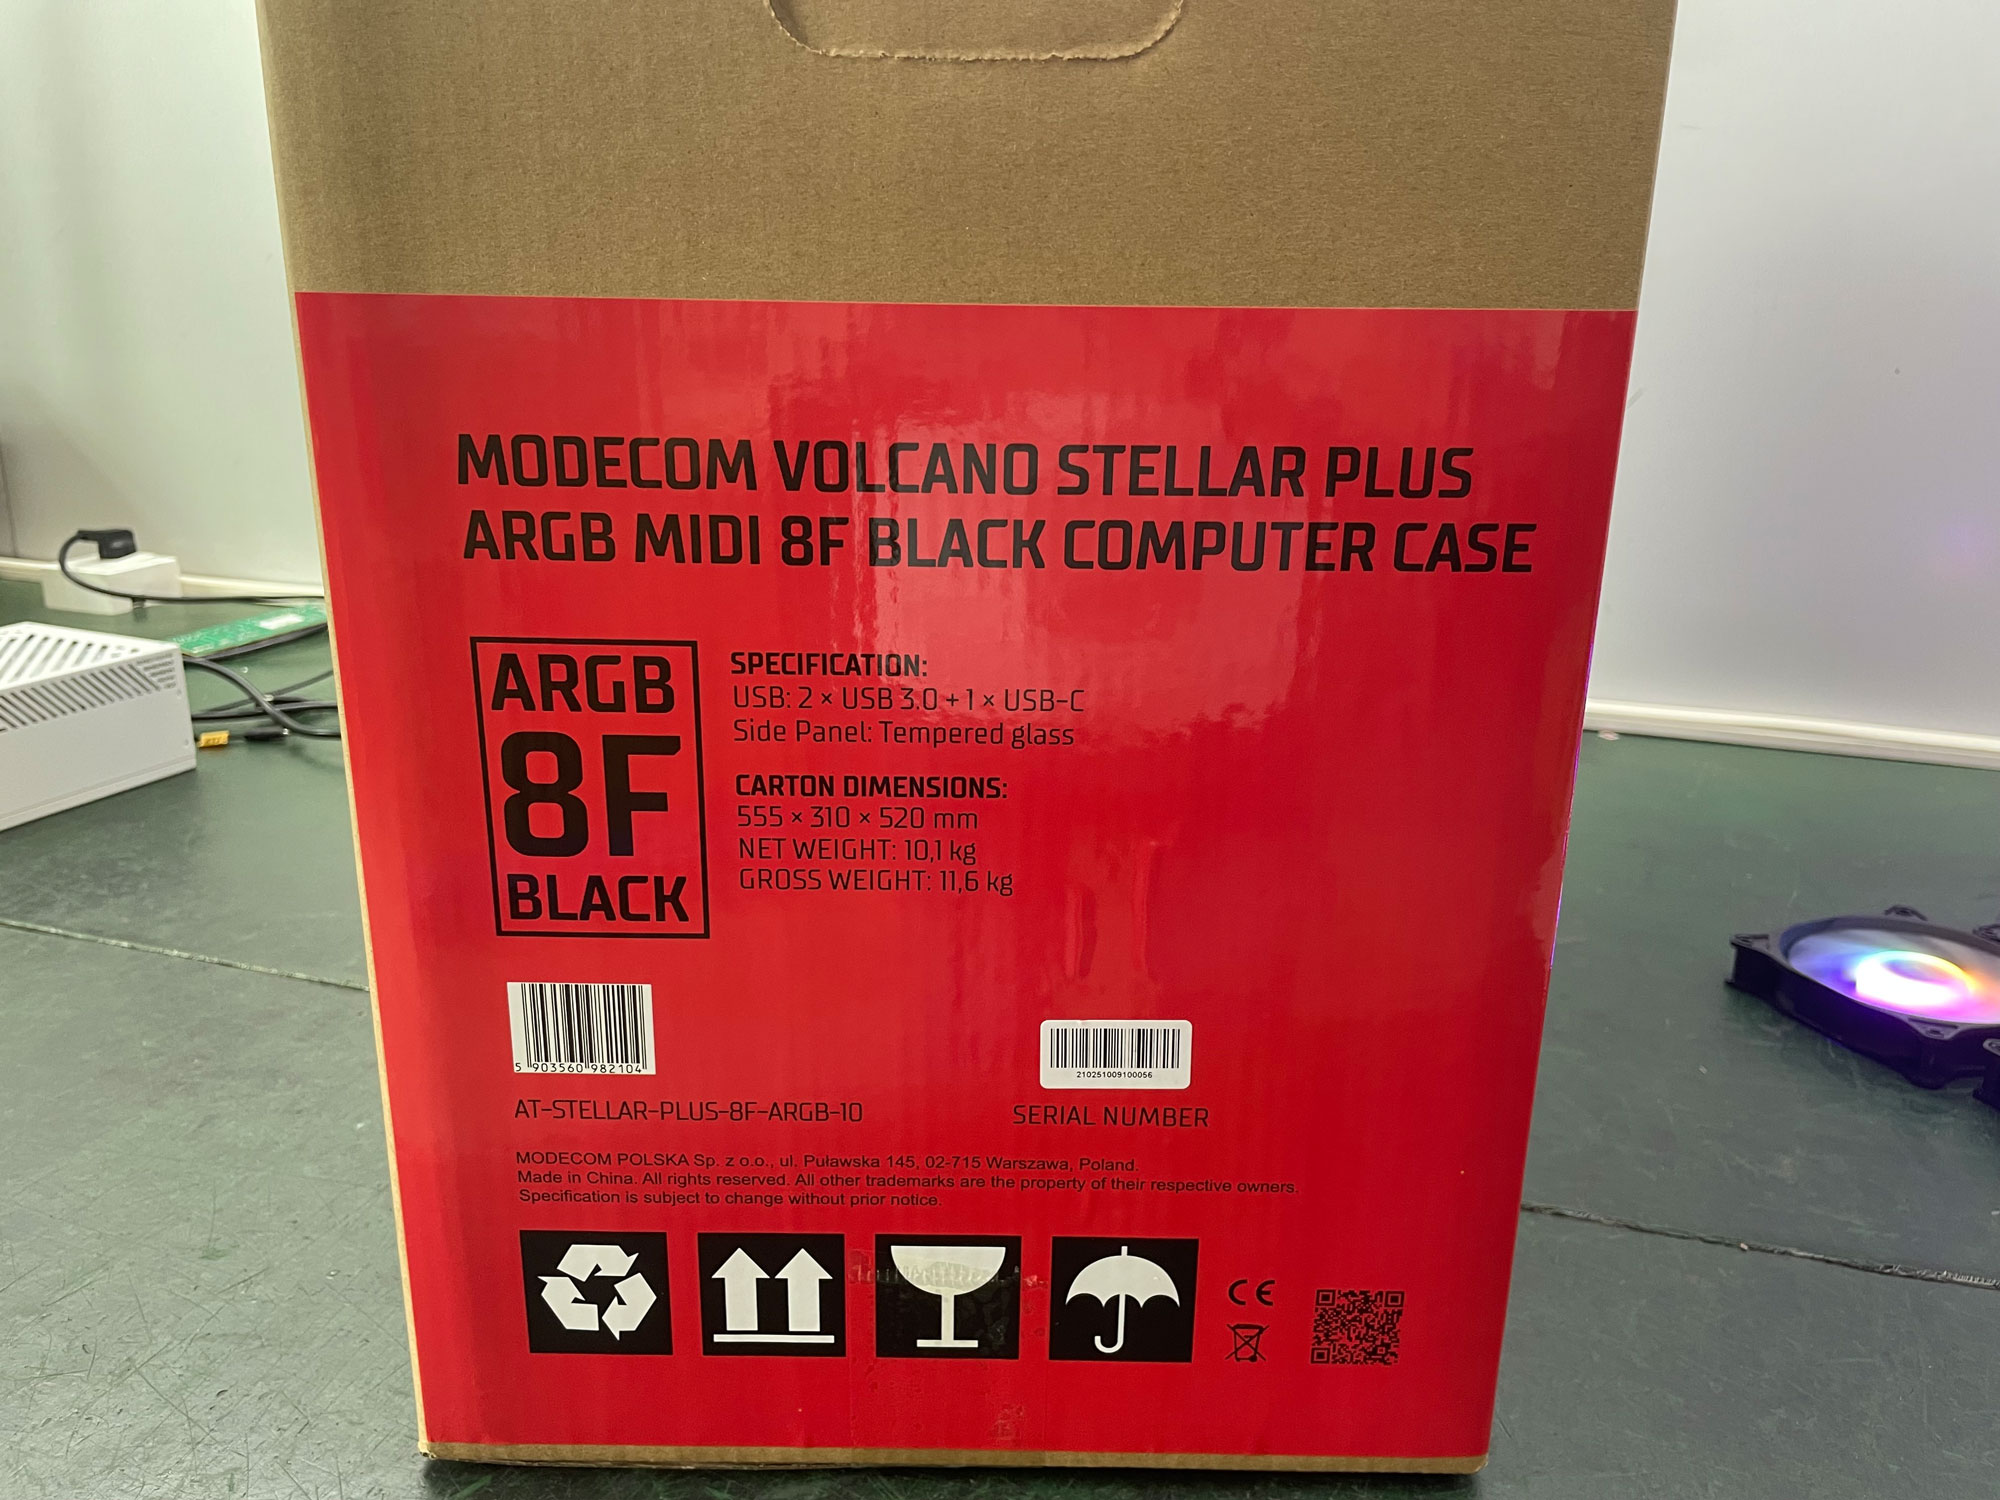 MODECOM VOLCANO STELLAR PLUS
ARGB MIDI 8F BLACK COMPUTER CASE
ARGB
8F
BLACK
SPECIFICATION:
USB: 2 × USB 3.0 + 1 × USB-C
Side Panel: Tempered glass
CARTON DIMENSIONS:
555 × 310 × 520 mm
NET WEIGHT: 10,1 kg
GROSS WEIGHT: 11,6 kg
5 903560 982104
AT-STELLAR-PLUS-8F-ARGB-10
210251009100056
SERIAL NUMBER
MODECOM POLSKA Sp. z o.o., ul. Puławska 145, 02-715 Warszawa, Poland.
Made in China. All rights reserved. All other trademarks are the property of their respective owners.
Specification is subject to change without prior notice.
CE